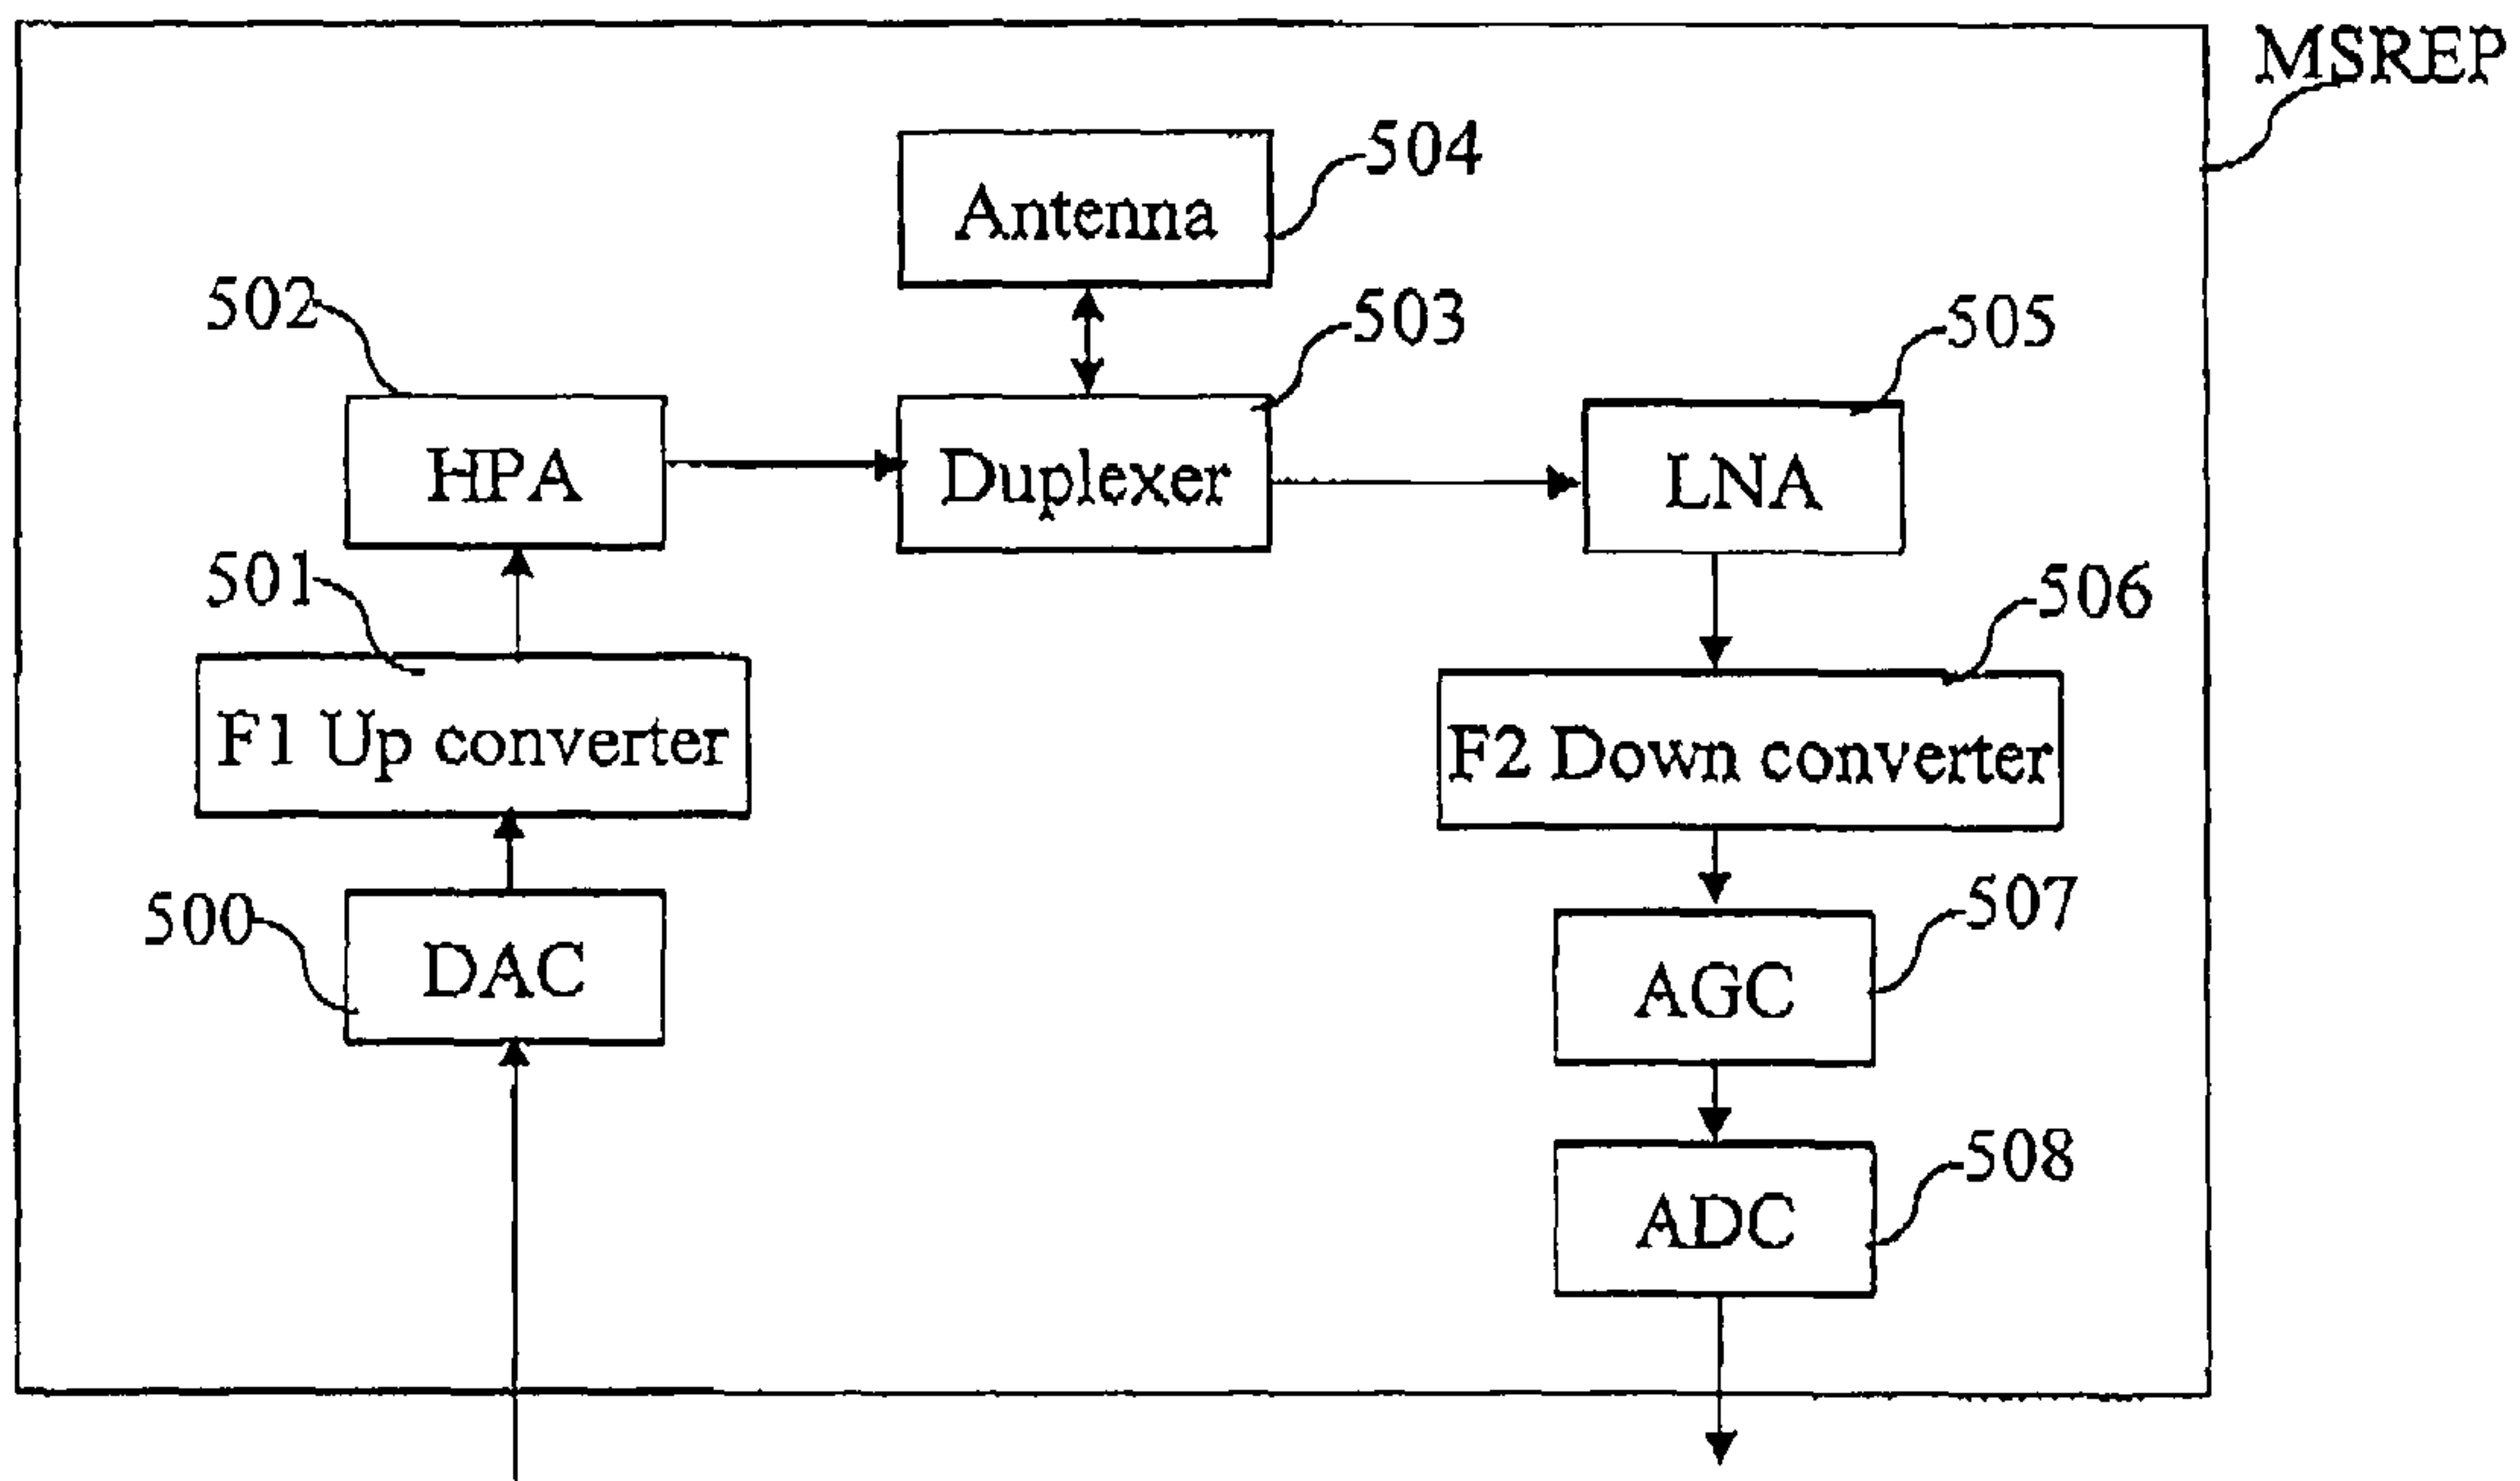 MSREP
504
Antenna
502
503
505
HPA
Duplexer
LNA
501
506
F1 Up converter
F2 Down converter
500
507
DAC
AGC
508
ADC